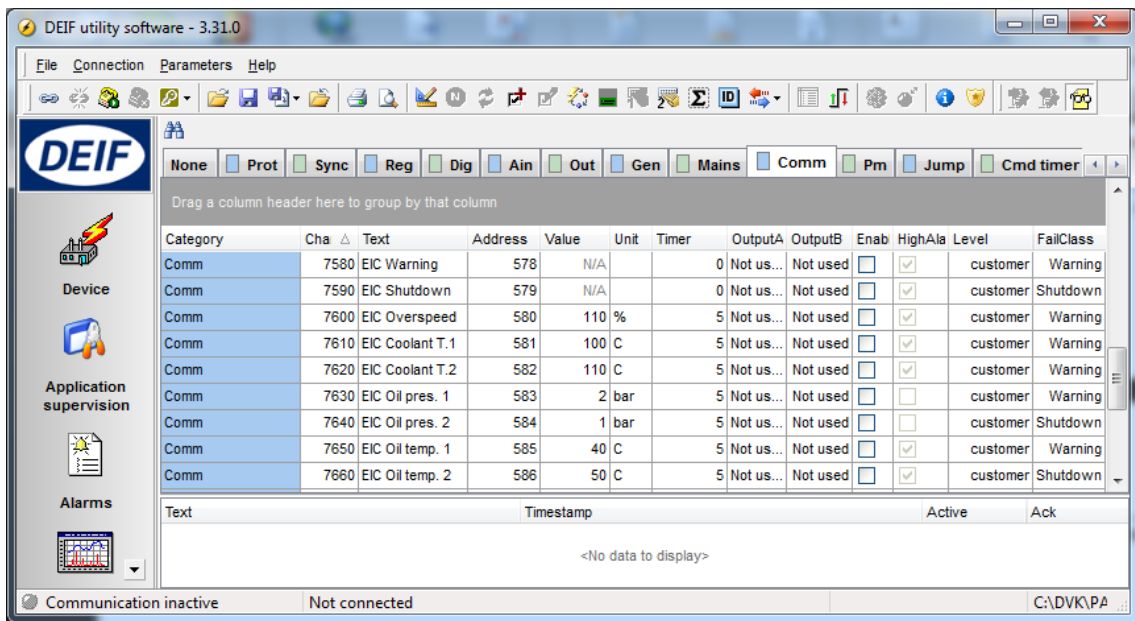 DEIF utility software - 3.31.0
File Connection Parameters Help
DEIF
Device
Application
supervision
Alarms
None Prot Sync Reg Dig Ain Out Gen Mains Comm Pm Jump Cmd timer
Drag a column header here to group by that column
Category Cha Text Address Value Unit Timer OutputA OutputB Enab HighAla Level FailClass
Comm 7580 EIC Warning 578 N/A 0 Not us... Not used customer Warning
Comm 7590 EIC Shutdown 579 N/A 0 Not us... Not used customer Shutdown
Comm 7600 EIC Overspeed 580 110 % 5 Not us... Not used customer Warning
Comm 7610 EIC Coolant T.1 581 100 C 5 Not us... Not used customer Warning
Comm 7620 EIC Coolant T.2 582 110 C 5 Not us... Not used customer Warning
Comm 7630 EIC Oil pres. 1 583 2 bar 5 Not us... Not used customer Warning
Comm 7640 EIC Oil pres. 2 584 1 bar 5 Not us... Not used customer Shutdown
Comm 7650 EIC Oil temp. 1 585 40 C 5 Not us... Not used customer Warning
Comm 7660 EIC Oil temp. 2 586 50 C 5 Not us... Not used customer Shutdown
Text Timestamp Active Ack
<No data to display>
Communication inactive Not connected C:\DVK\PA